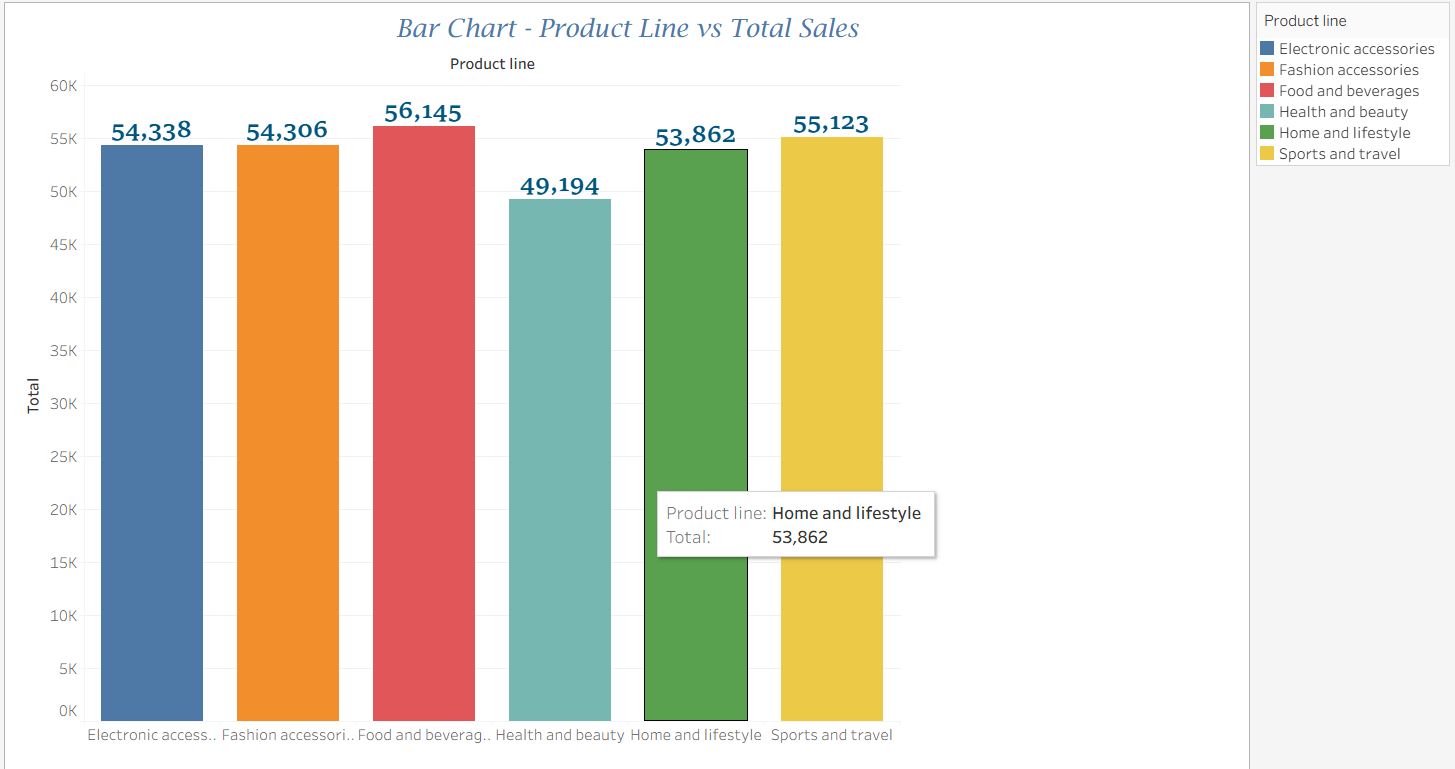 Bar Chart - Product Line vs Total Sales
Product line
60K
55K
50K
45K
40K
35K
30K
25K
20K
15K
10K
5K
0K
Total
54,338
54,306
56,145
49,194
53,862
55,123
Product line: Home and lifestyle
Total: 53,862
Electronic access.. Fashion accessori.. Food and beverag.. Health and beauty Home and lifestyle Sports and travel
Product line
Electronic accessories
Fashion accessories
Food and beverages
Health and beauty
Home and lifestyle
Sports and travel